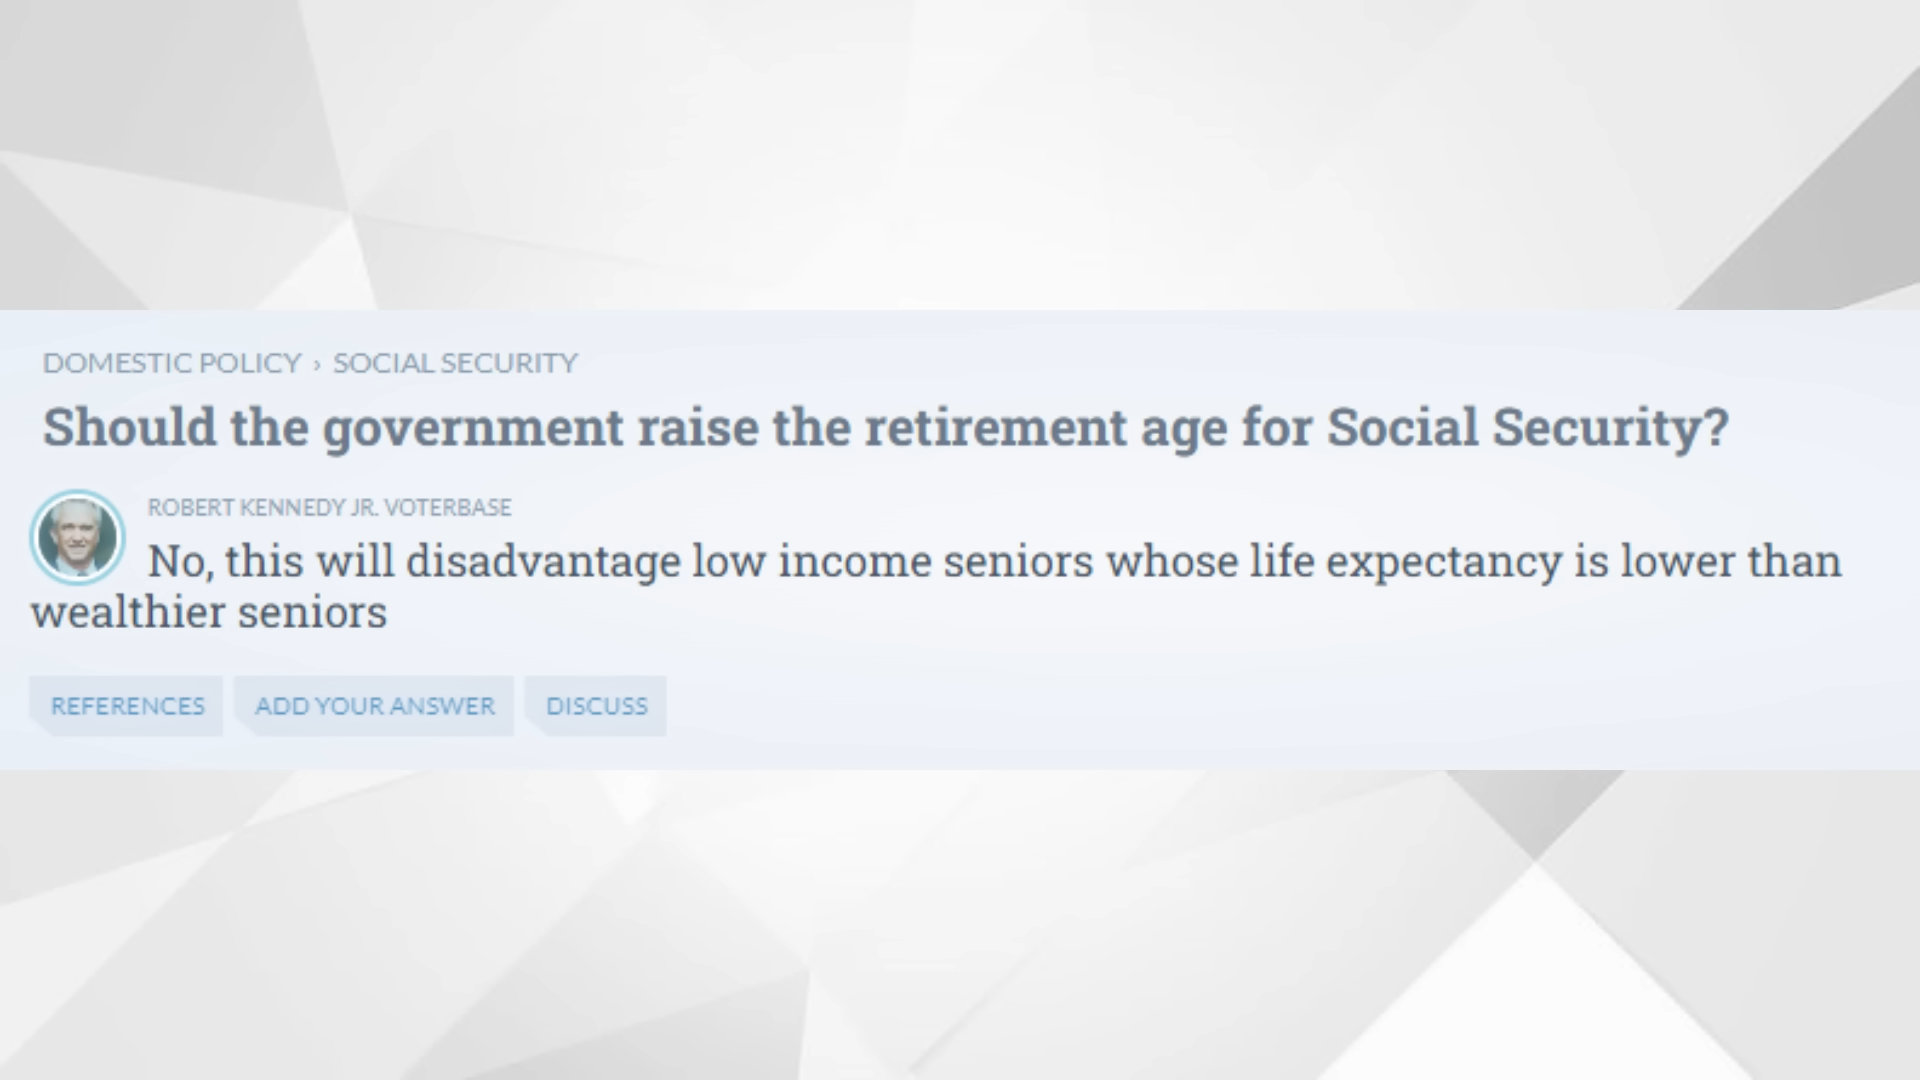 DOMESTIC POLICY › SOCIAL SECURITY
Should the government raise the retirement age for Social Security?
ROBERT KENNEDY JR. VOTERBASE
No, this will disadvantage low income seniors whose life expectancy is lower than
wealthier seniors
REFERENCES ADD YOUR ANSWER DISCUSS